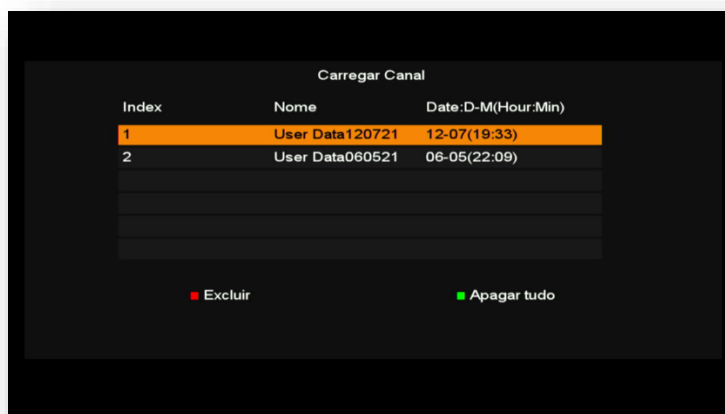 Carregar Canal
Index Nome Date:D-M(Hour:Min)
1 User Data120721 12-07(19:33)
2 User Data060521 06-05(22:09)
Excluir Apagar tudo